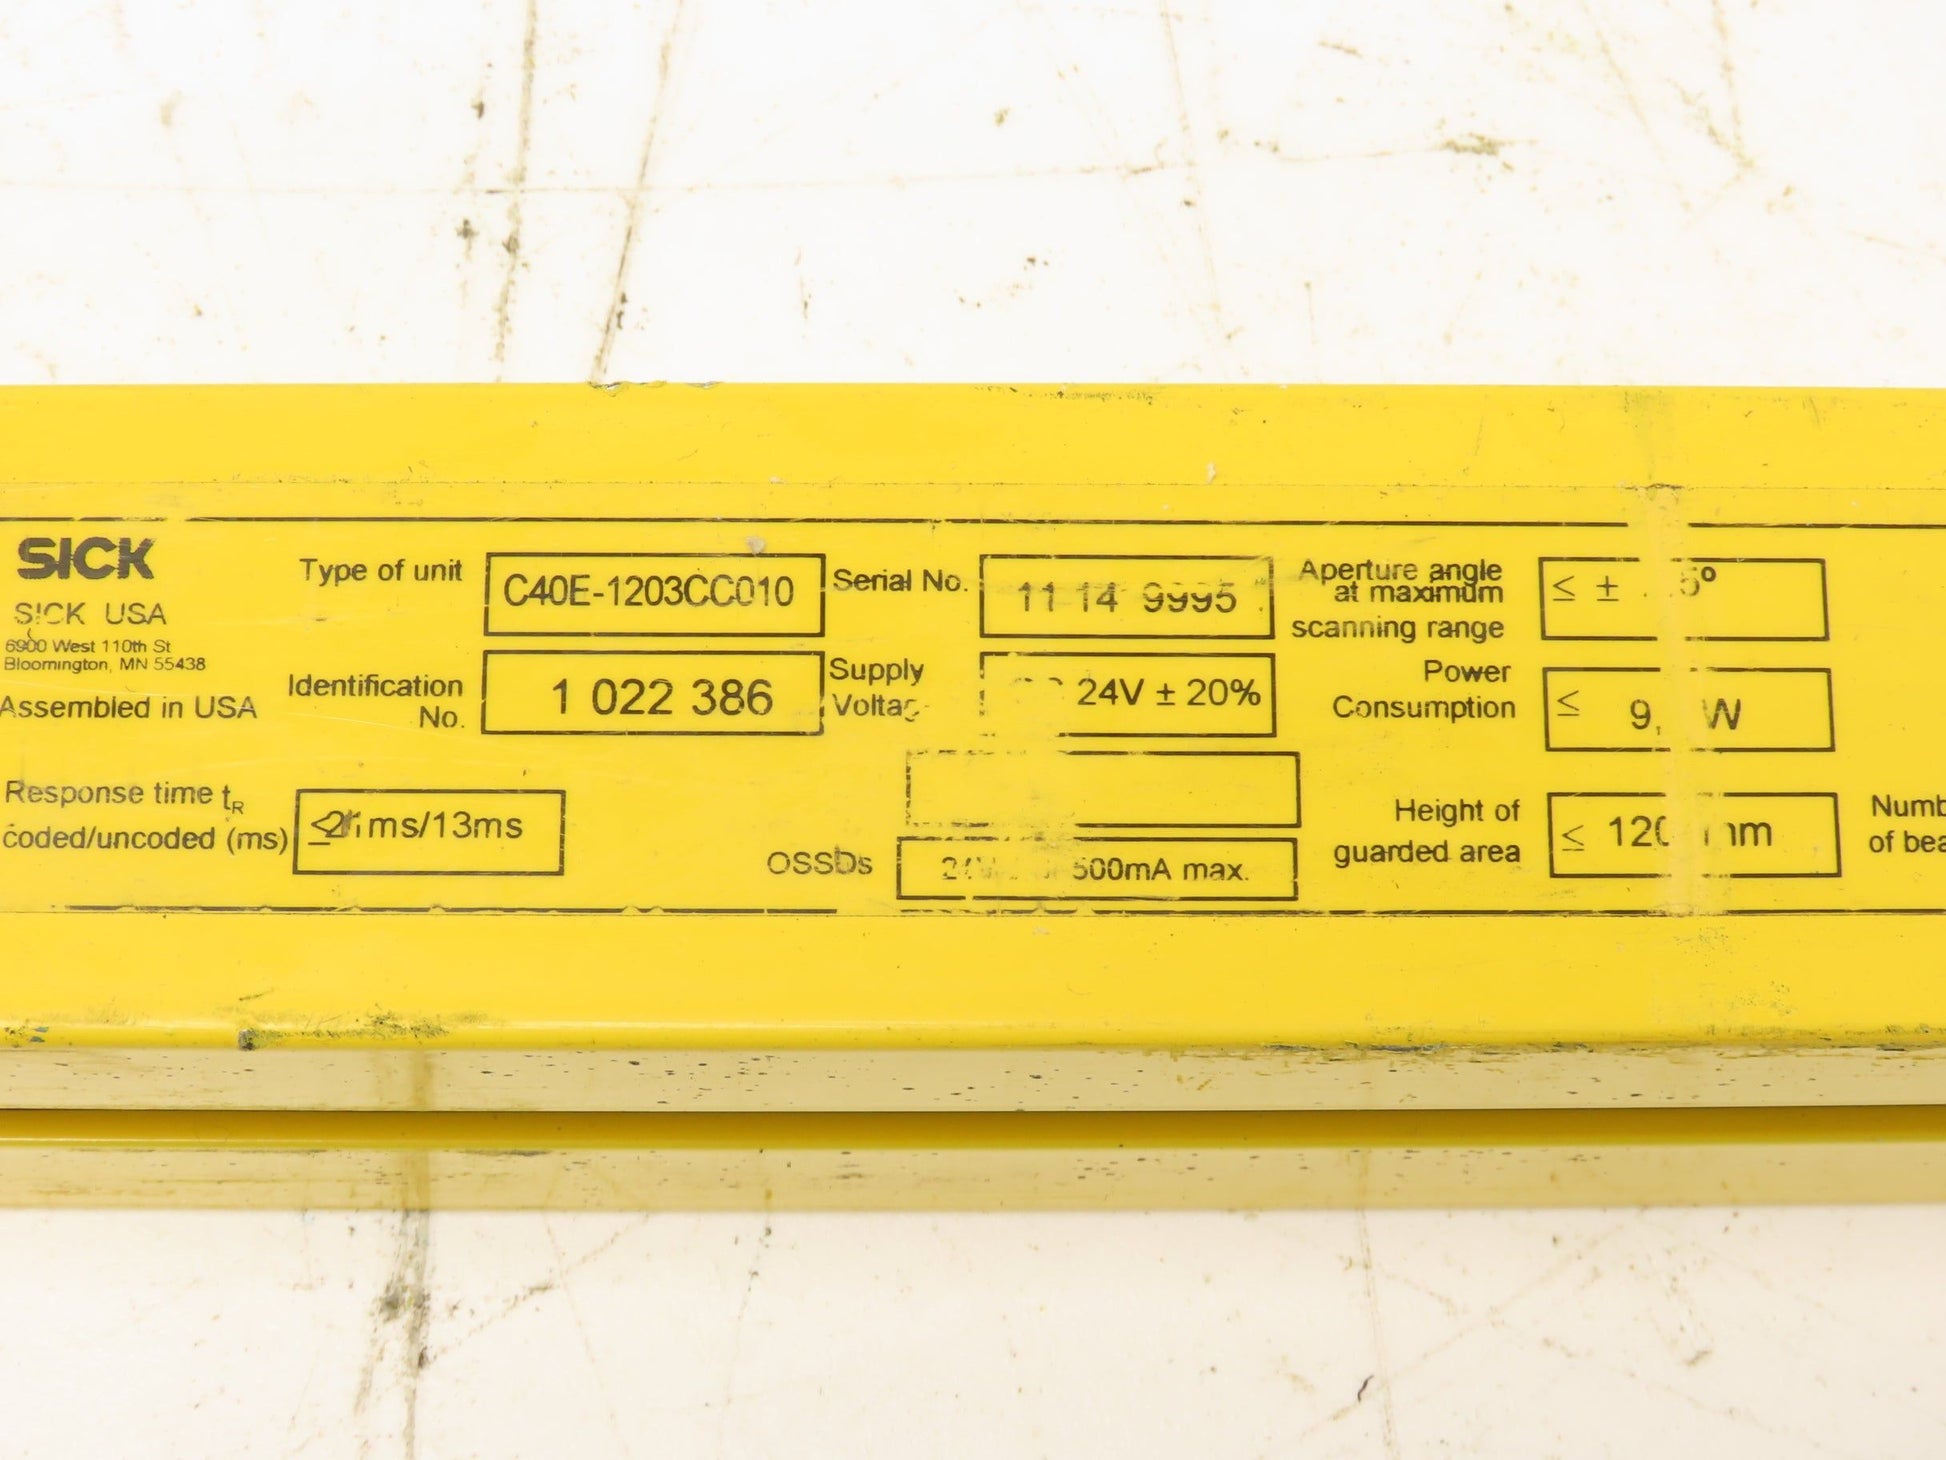 SICK
SICK USA
6900 West 110th St
Bloomington, MN 55438
Assembled in USA
Type of unit
C40E-1203CC010
Identification
No.
1 022 386
Response time tR
coded/uncoded (ms)
ms/13ms
Serial No.
11 14 9995
Supply
24V ± 20%
OSSDs
500mA max.
Aperture angle
at maximum
scanning range
≤ ±
Power
Consumption
≤
Height of
guarded area
≤
of